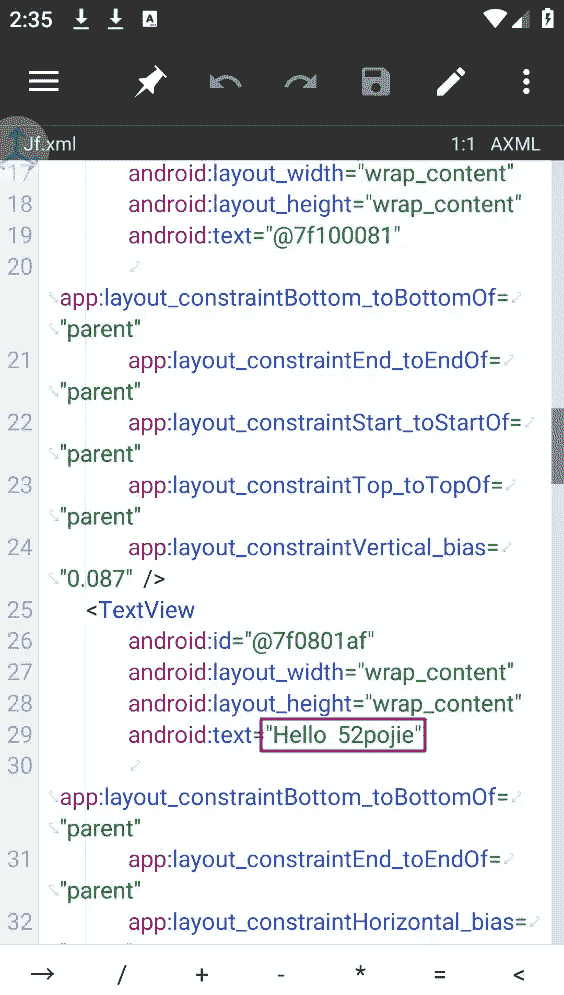 2:35 A
Jf.xml 1:1 AXML
17 android:layout_width="wrap_content"
18 android:layout_height="wrap_content"
19 android:text="@7f100081"
20
app:layout_constraintBottom_toBottomOf=
"parent"
21 app:layout_constraintEnd_toEndOf=
"parent"
22 app:layout_constraintStart_toStartOf=
"parent"
23 app:layout_constraintTop_toTopOf=
"parent"
24 app:layout_constraintVertical_bias=
"0.087" />
25 <TextView
26 android:id="@7f0801af"
27 android:layout_width="wrap_content"
28 android:layout_height="wrap_content"
29 android:text="Hello 52pojie"
30
app:layout_constraintBottom_toBottomOf=
"parent"
31 app:layout_constraintEnd_toEndOf=
"parent"
32 app:layout_constraintHorizontal_bias=
→ / + - * = <